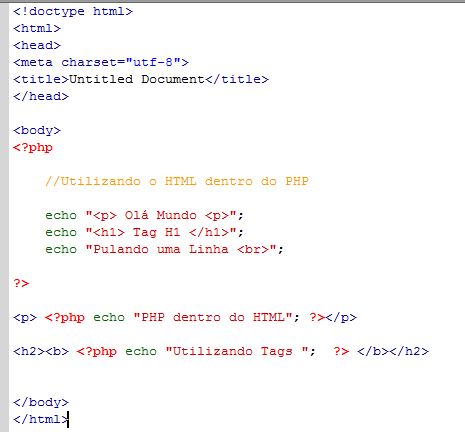 <!doctype html>
<html>
<head>
<meta charset="utf-8">
<title>Untitled Document</title>
</head>
<body>
<?php
//Utilizando o HTML dentro do PHP
echo "<p> Olá Mundo <p>";
echo "<h1> Tag H1 </h1>";
echo "Pulando uma Linha <br>";
?>
<p> <?php echo "PHP dentro do HTML"; ?></p>
<h2><b> <?php echo "Utilizando Tags ";  ?> </b></h2>
</body>
</html>